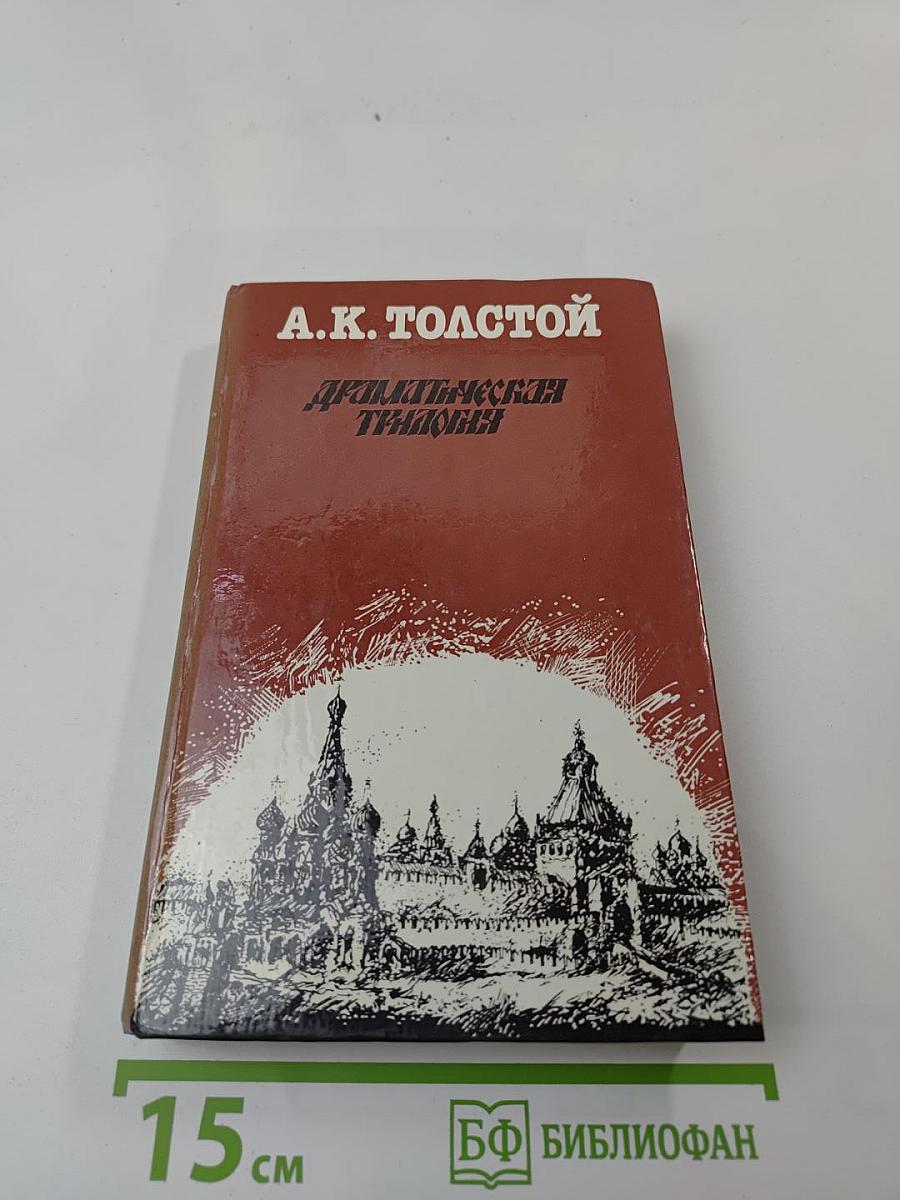 А.К. ТОЛСТОЙ
ДРАМАТИЧЕСКАЯ
ТРИЛОГИЯ
15 см
БФ БИБЛИОФАН